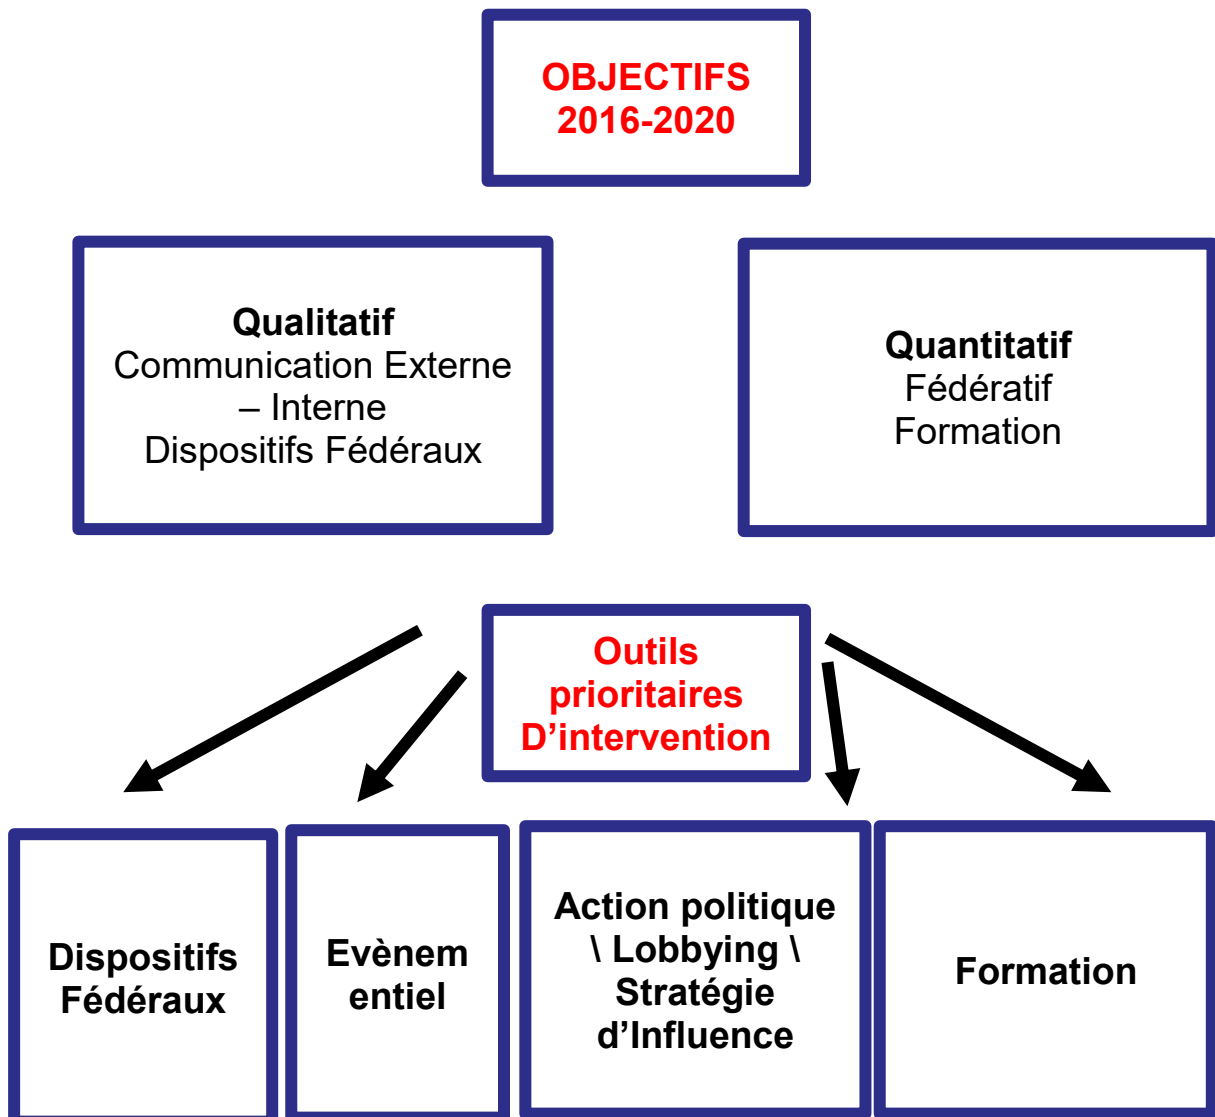 OBJECTIFS
2016-2020
Qualitatif
Communication Externe
– Interne
Dispositifs Fédéraux
Quantitatif
Fédératif
Formation
Outils
prioritaires
D’intervention
Dispositifs
Fédéraux
Evènem
entiel
Action politique
\ Lobbying \
Stratégie
d’Influence
Formation